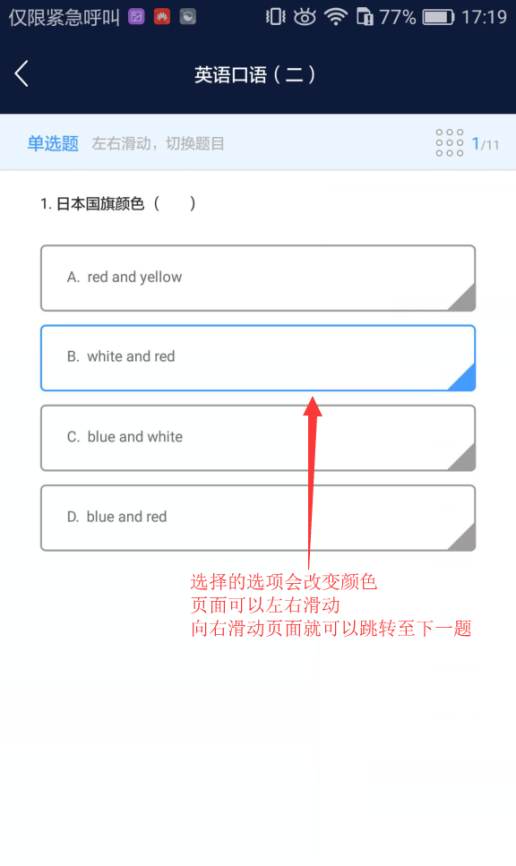 仅限紧急呼叫 77% 17:19
英语口语（二）
单选题 左右滑动，切换题目 1/11
1. 日本国旗颜色（　　）
A. red and yellow
B. white and red
C. blue and white
D. blue and red
选择的选项会改变颜色
页面可以左右滑动
向右滑动页面就可以跳转至下一题